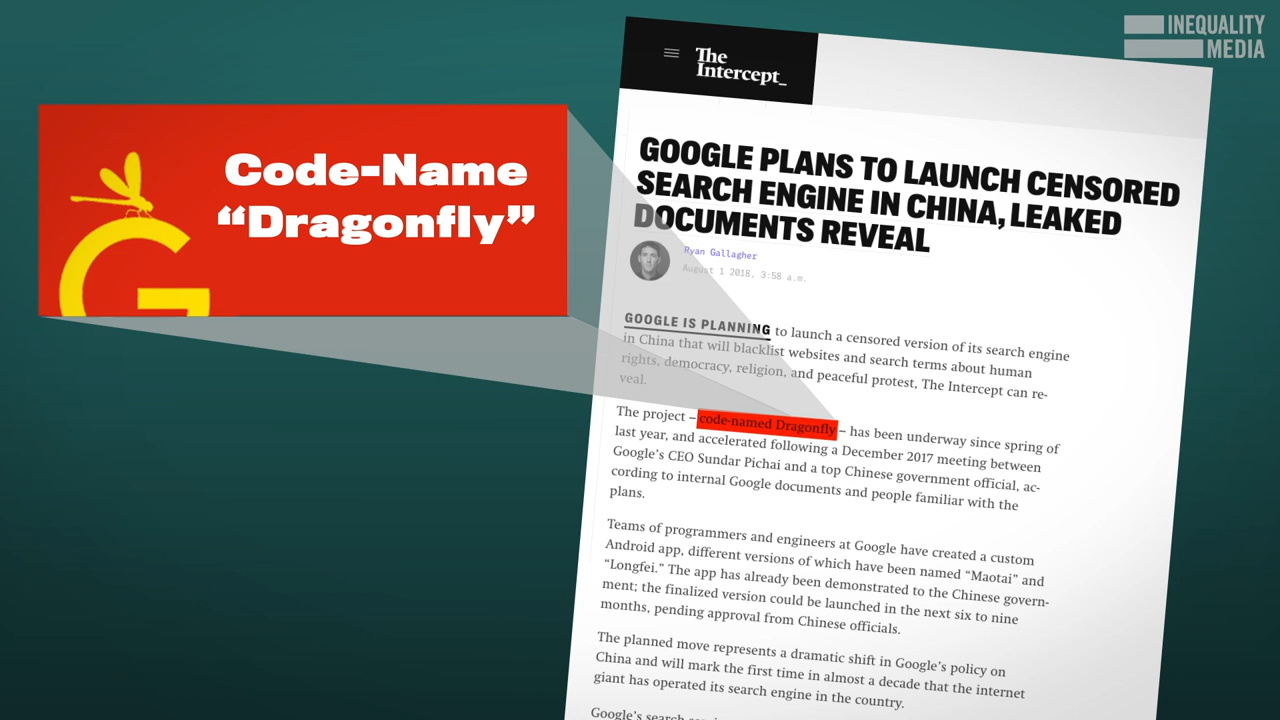 INEQUALITY
MEDIA
Code-Name
“Dragonfly”
The
Intercept_
GOOGLE PLANS TO LAUNCH CENSORED
SEARCH ENGINE IN CHINA, LEAKED
DOCUMENTS REVEAL
Ryan Gallagher
August 1 2018, 3:58 a.m.
GOOGLE IS PLANNING to launch a censored version of its search engine
in China that will blacklist websites and search terms about human
rights, democracy, religion, and peaceful protest, The Intercept can re-
veal.
The project – code-named Dragonfly – has been underway since spring of
last year, and accelerated following a December 2017 meeting between
Google’s CEO Sundar Pichai and a top Chinese government official, ac-
cording to internal Google documents and people familiar with the
plans.
Teams of programmers and engineers at Google have created a custom
Android app, different versions of which have been named “Maotai” and
“Longfei.” The app has already been demonstrated to the Chinese govern-
ment; the finalized version could be launched in the next six to nine
months, pending approval from Chinese officials.
The planned move represents a dramatic shift in Google’s policy on
China and will mark the first time in almost a decade that the internet
giant has operated its search engine in the country.
Google’s search